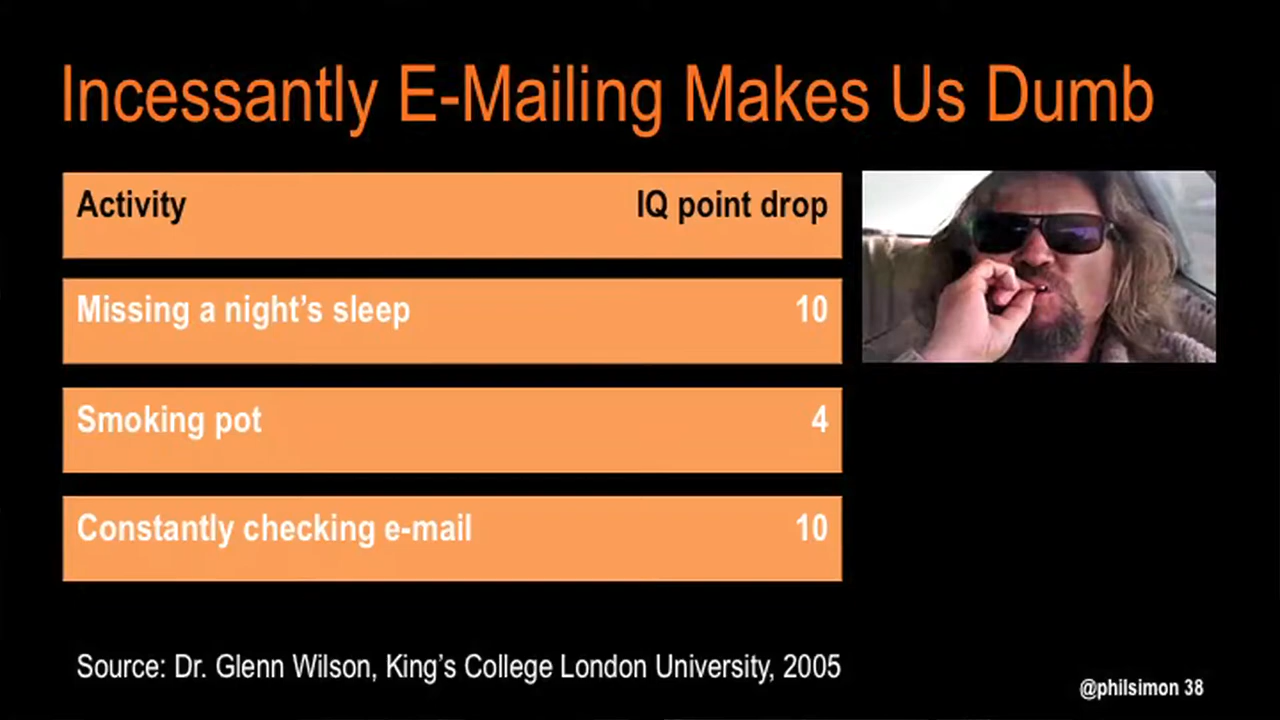 Incessantly E-Mailing Makes Us Dumb
Activity IQ point drop
Missing a night's sleep 10
Smoking pot 4
Constantly checking e-mail 10
Source: Dr. Glenn Wilson, King's College London University, 2005
@philsimon 38